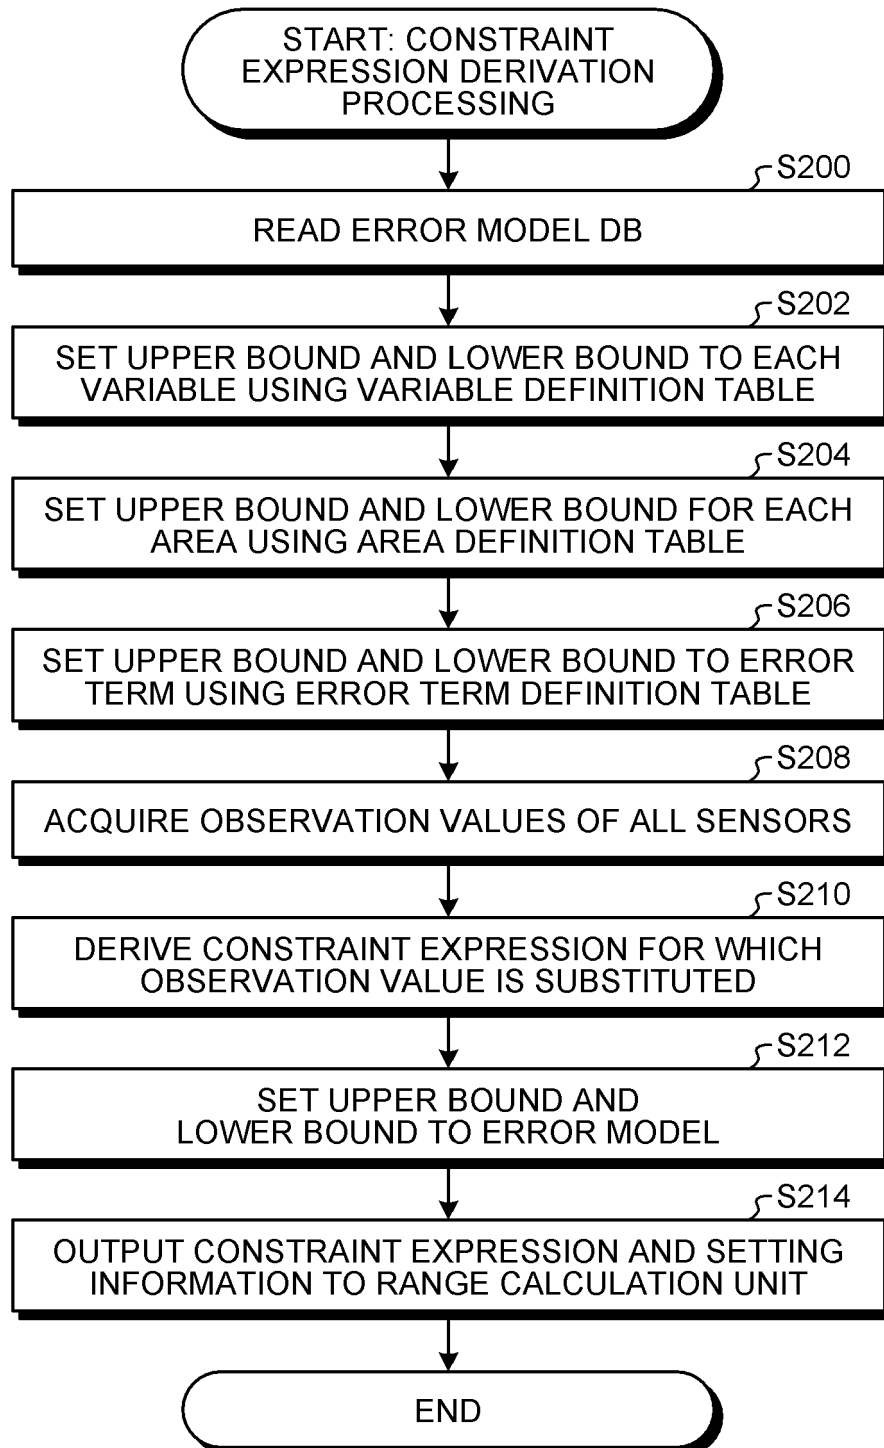 START: CONSTRAINT
EXPRESSION DERIVATION
PROCESSING
S200
READ ERROR MODEL DB
S202
SET UPPER BOUND AND LOWER BOUND TO EACH
VARIABLE USING VARIABLE DEFINITION TABLE
S204
SET UPPER BOUND AND LOWER BOUND FOR EACH
AREA USING AREA DEFINITION TABLE
S206
SET UPPER BOUND AND LOWER BOUND TO ERROR
TERM USING ERROR TERM DEFINITION TABLE
S208
ACQUIRE OBSERVATION VALUES OF ALL SENSORS
S210
DERIVE CONSTRAINT EXPRESSION FOR WHICH
OBSERVATION VALUE IS SUBSTITUTED
S212
SET UPPER BOUND AND
LOWER BOUND TO ERROR MODEL
S214
OUTPUT CONSTRAINT EXPRESSION AND SETTING
INFORMATION TO RANGE CALCULATION UNIT
END